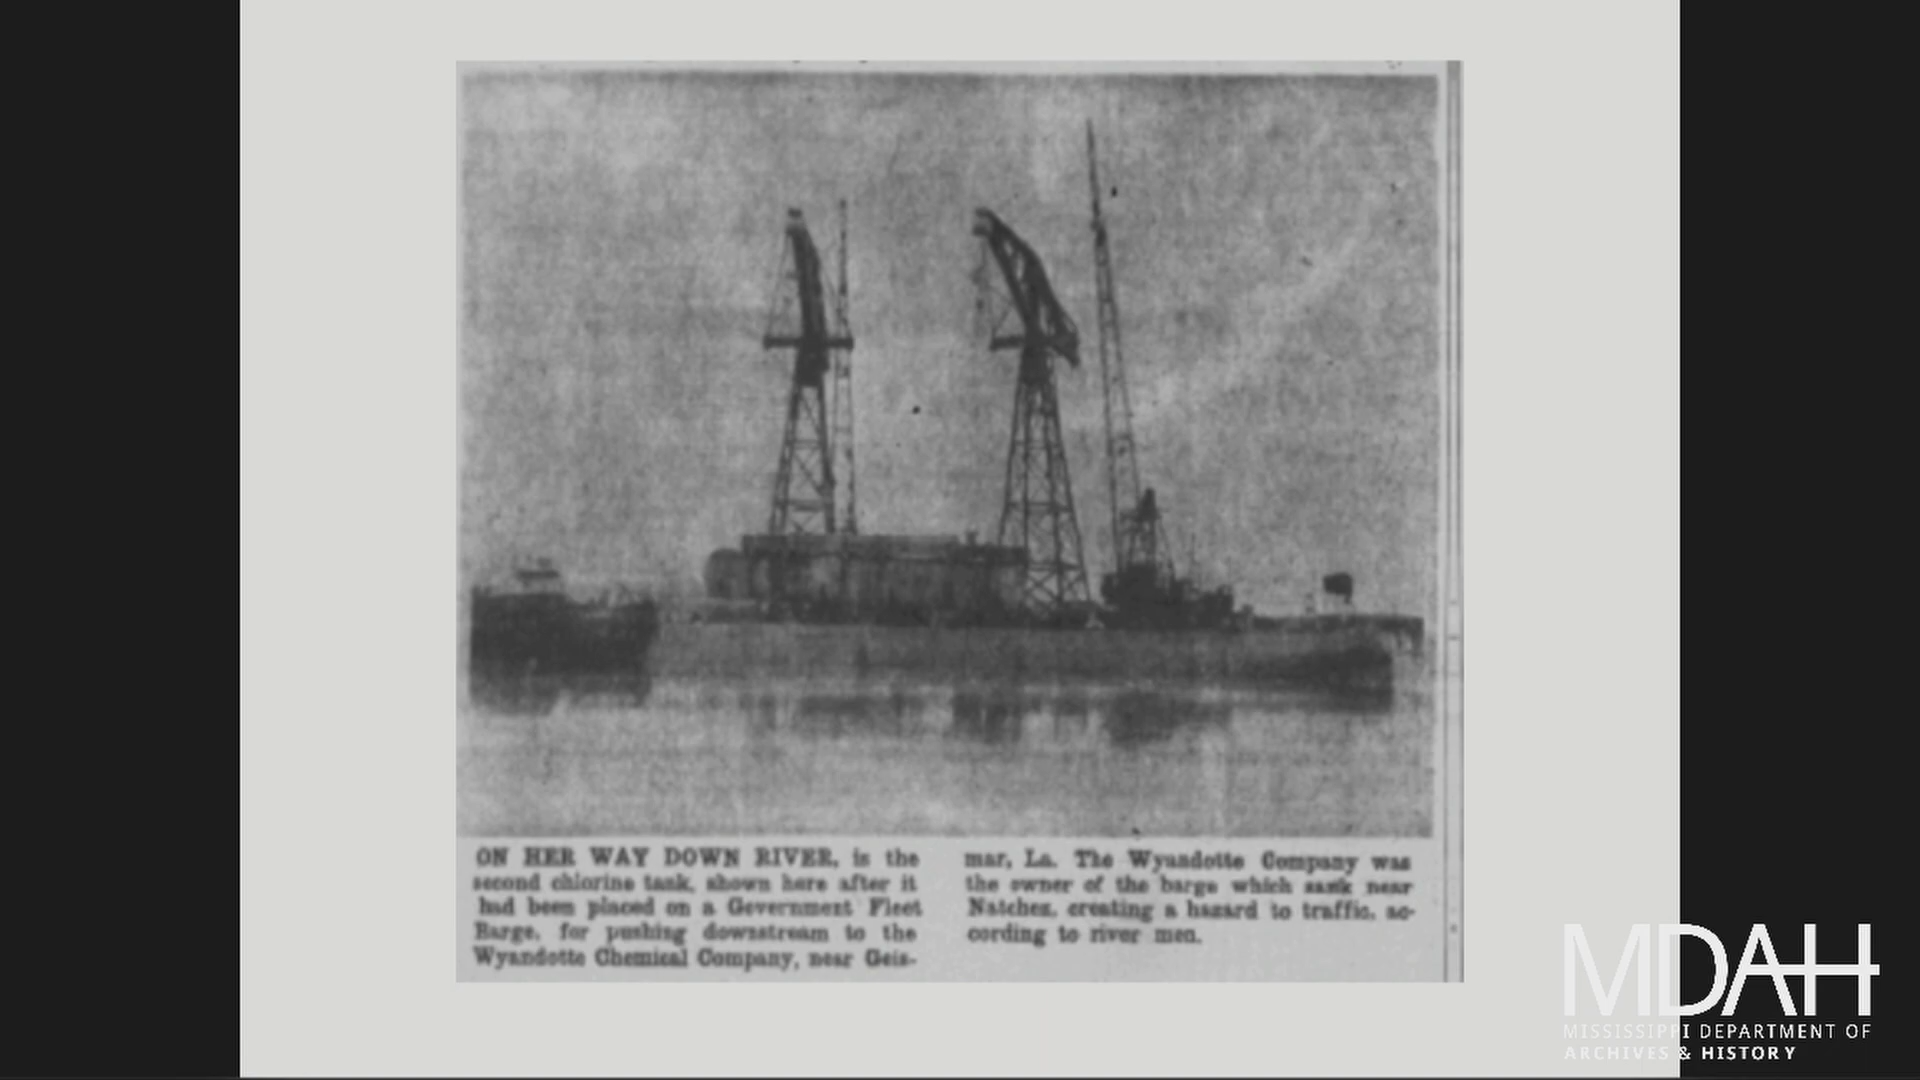 ON HER WAY DOWN RIVER, is the
second chlorine tank, shown here after it
had been placed on a Government Fleet
Barge, for pushing downstream to the
Wyandotte Chemical Company, near Geis-
mar, La. The Wyandotte Company was
the owner of the barge which sank near
Natchez, creating a hazard to traffic, ac-
cording to river men.
MDAH
MISSISSIPPI DEPARTMENT OF
ARCHIVES & HISTORY